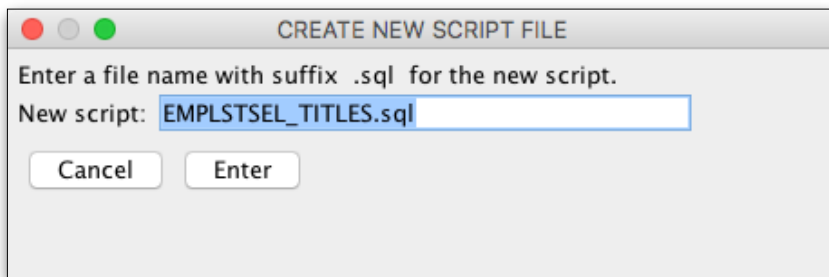 CREATE NEW SCRIPT FILE
Enter a file name with suffix .sql for the new script.
New script: EMPLSTSEL_TITLES.sql
Cancel Enter